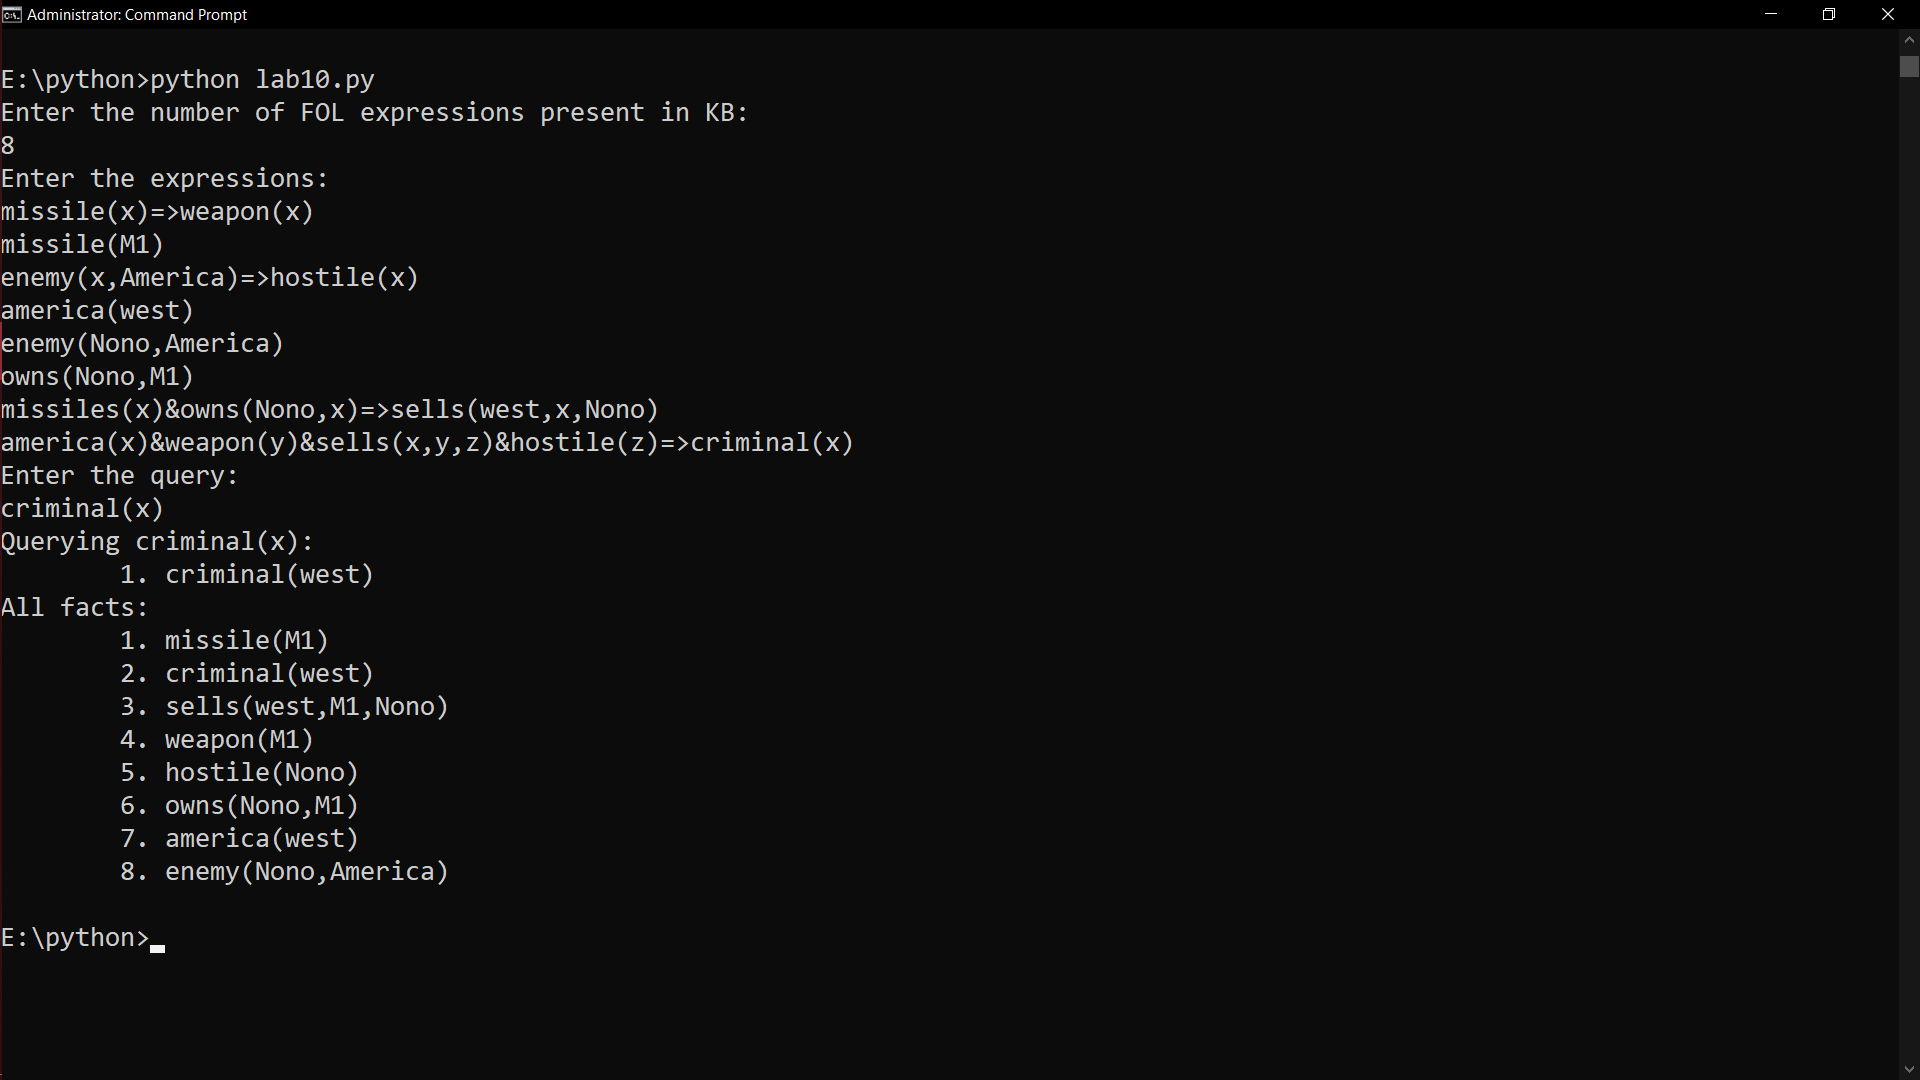 Administrator: Command Prompt
E:\python>python lab10.py
Enter the number of FOL expressions present in KB:
8
Enter the expressions:
missile(x)=>weapon(x)
missile(M1)
enemy(x,America)=>hostile(x)
america(west)
enemy(Nono,America)
owns(Nono,M1)
missiles(x)&owns(Nono,x)=>sells(west,x,Nono)
america(x)&weapon(y)&sells(x,y,z)&hostile(z)=>criminal(x)
Enter the query:
criminal(x)
Querying criminal(x):
1. criminal(west)
All facts:
1. missile(M1)
2. criminal(west)
3. sells(west,M1,Nono)
4. weapon(M1)
5. hostile(Nono)
6. owns(Nono,M1)
7. america(west)
8. enemy(Nono,America)
E:\python>